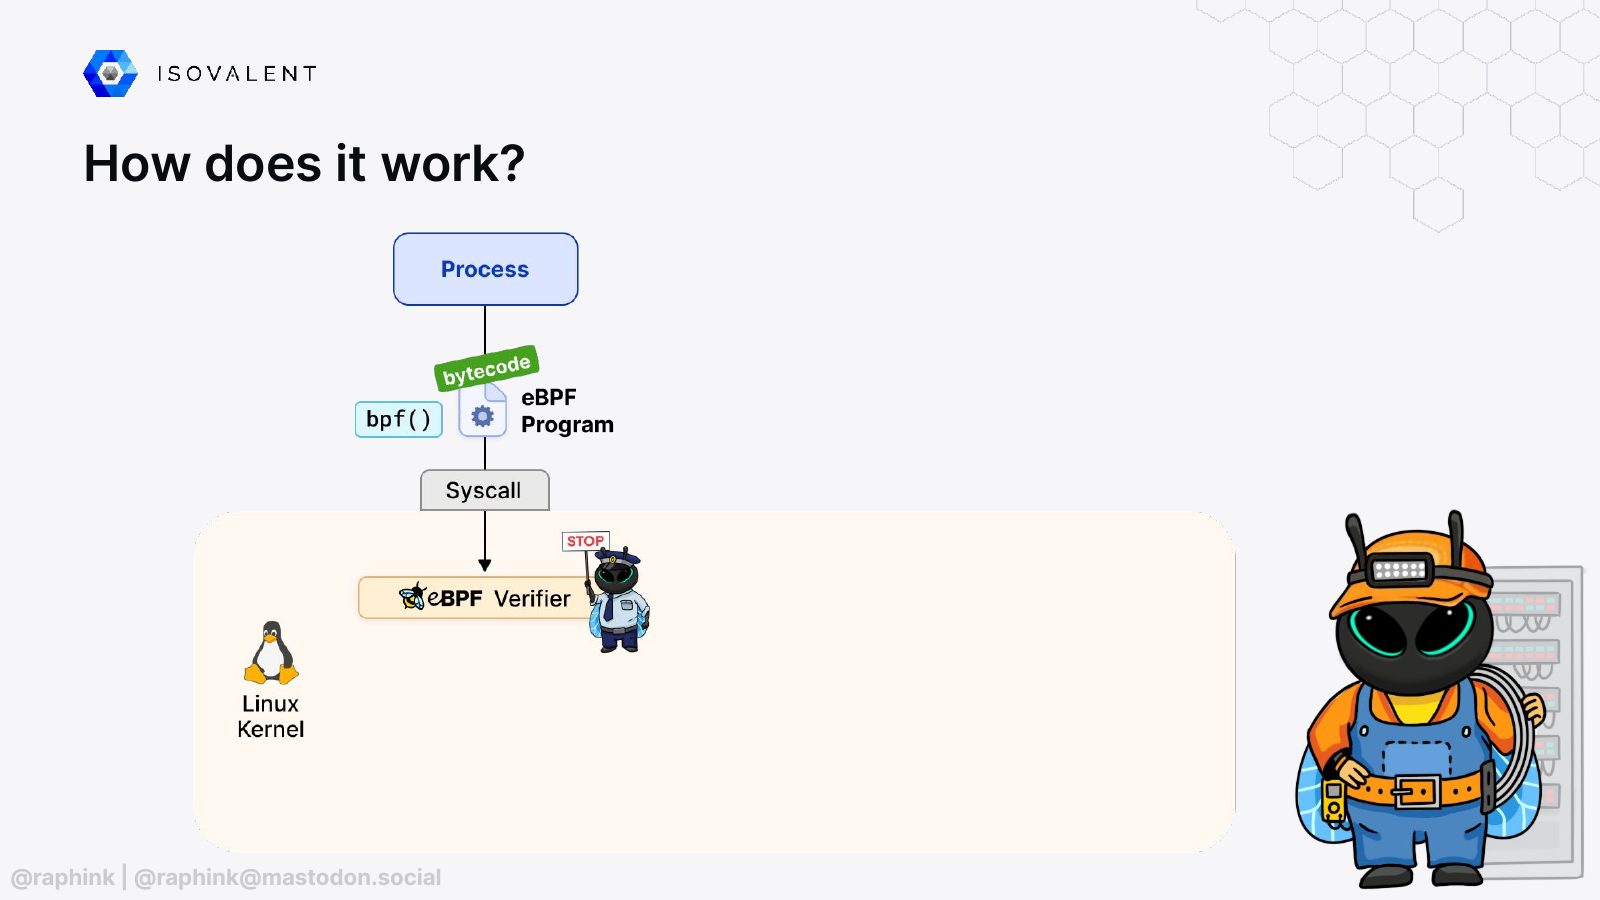 ISOVALENT
How does it work?
Process
bytecode
bpf()
eBPF
Program
Syscall
STOP
eBPF Verifier
Linux
Kernel
@raphink | @raphink@mastodon.social